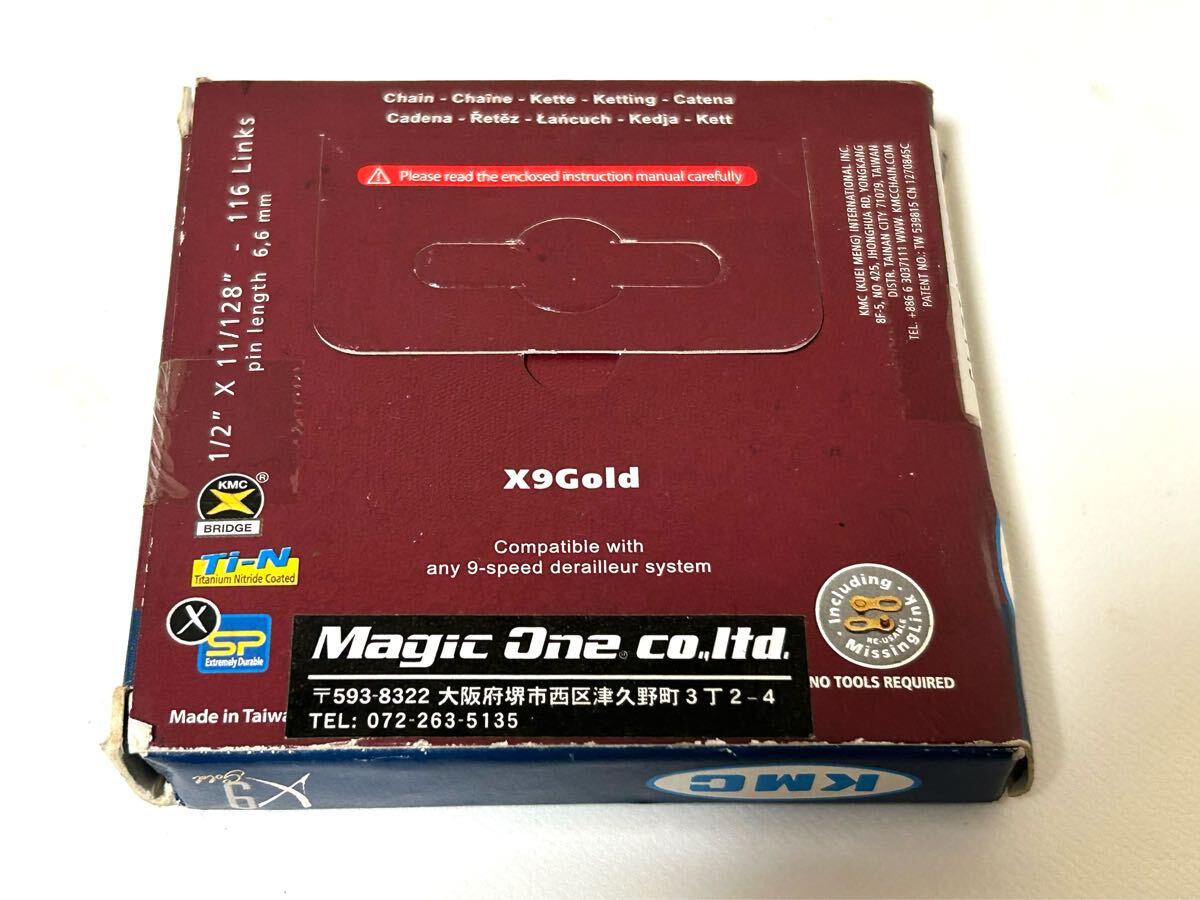 Chain - Chaîne - Kette - Ketting - Catena
Cadena - Řetěz - Łańcuch - Kedja - Kett
Please read the enclosed instruction manual carefully
1/2" X 11/128" - 116 Links
pin length 6,6 mm
KMC (KUEI MENG) INTERNATIONAL INC.
8F-5, NO 425, JHONGHUA RD, YONGKANG
DISTR. TAINAN CITY 71079, TAIWAN
TEL +886 6 3037111 WWW. KMCCHAIN.COM
PATENT NO.: TW 539815 CN 1270845C
X9Gold
Compatible with
any 9-speed derailleur system
KMC
®
X
BRIDGE
Ti-N
Titanium Nitride Coated
X
SP
Extremely Durable
Including -
RE-USABLE
- MissingLink
NO TOOLS REQUIRED
Magic One® co.,ltd.
〒593-8322 大阪府堺市西区津久野町3丁2-4
TEL: 072-263-5135
Made in Taiwa
X9
Gold
KMC